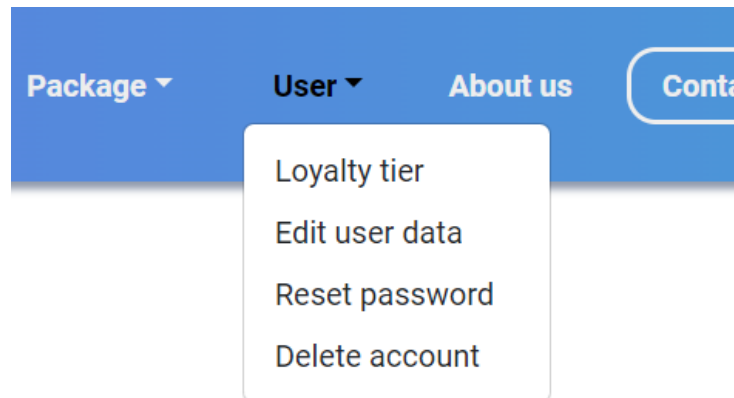 Package User About us Conta
Loyalty tier
Edit user data
Reset password
Delete account